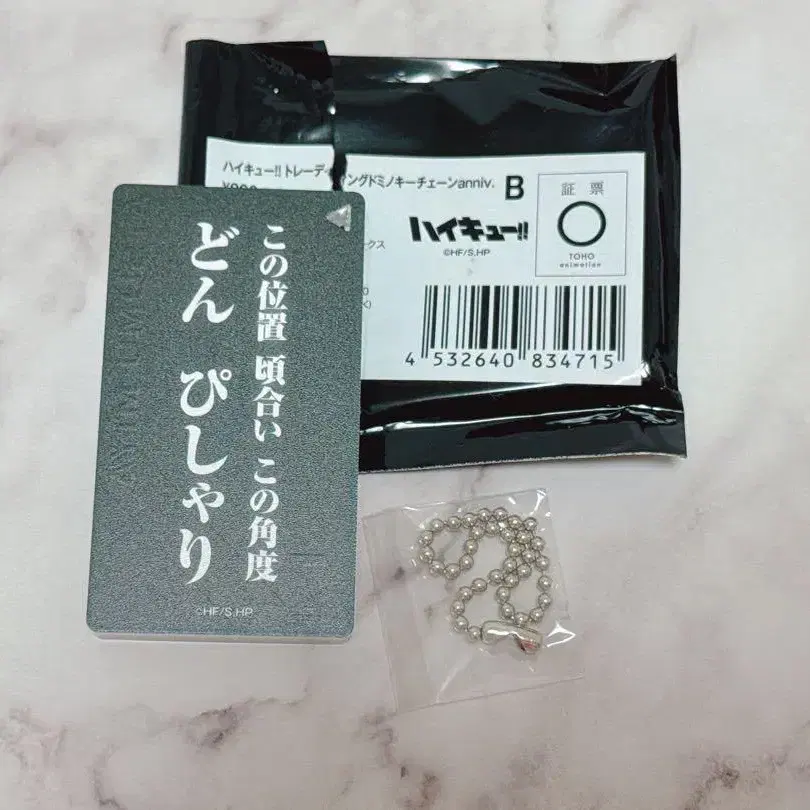 ハイキュー!! トレーディングドミノキーチェーンanniv. B
ハイキュー!!
©HF/S.HP
証 票
TOHO
animation
4 532640 834715
この位置 頃合い この角度
どん ぴしゃり
©HF/S.HP